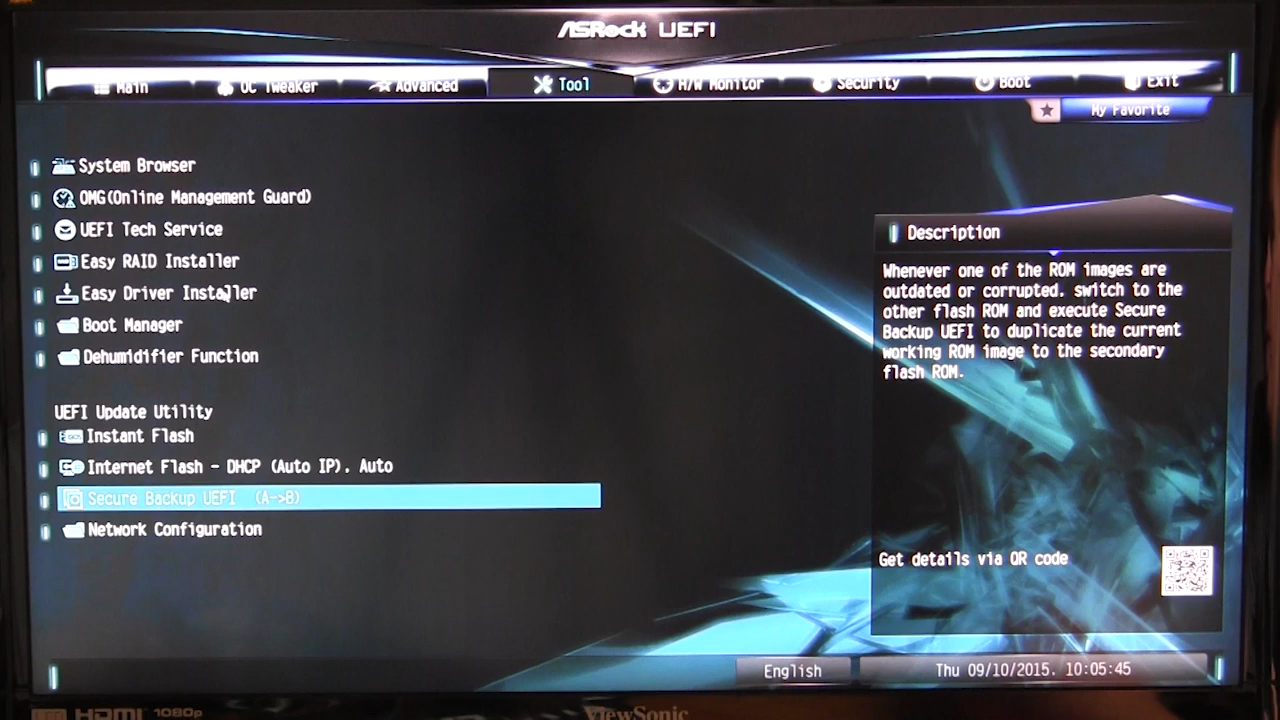 ASRock UEFI
Main
OC Tweaker
Advanced
Tool
H/W Monitor
Security
Boot
Exit
My Favorite
System Browser
OMG(Online Management Guard)
UEFI Tech Service
Easy RAID Installer
Easy Driver Installer
Boot Manager
Dehumidifier Function
UEFI Update Utility
Instant Flash
Internet Flash - DHCP (Auto IP), Auto
Secure Backup UEFI (A->B)
Network Configuration
Description
Whenever one of the ROM images are
outdated or corrupted, switch to the
other flash ROM and execute Secure
Backup UEFI to duplicate the current
working ROM image to the secondary
flash ROM.
Get details via QR code
English
Thu 09/10/2015. 10:05:45
HDMI 1080p
ViewSonic